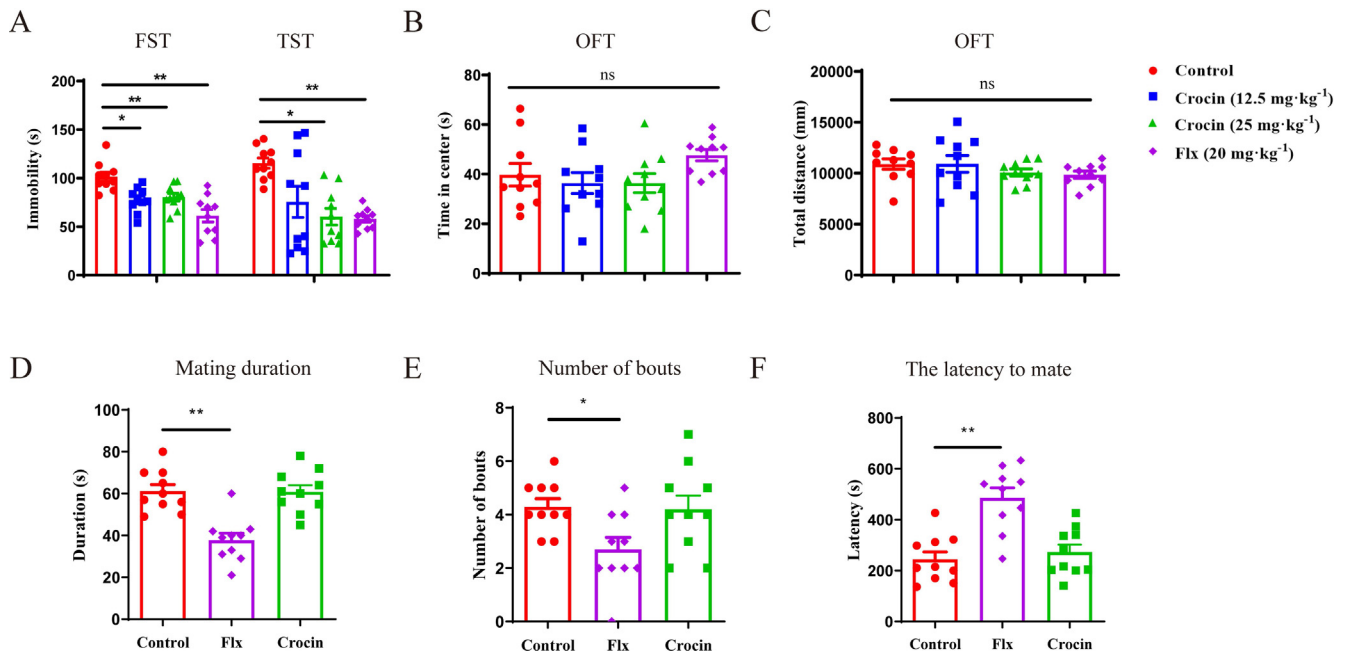 A
FST
TST
Immobility (s)
200
150
100
50
0
**
**
*
**
*
B
OFT
Time in center (s)
80
60
40
20
0
ns
C
OFT
Total distance (mm)
20000
15000
10000
5000
0
ns
Control
Crocin (12.5 mg·kg⁻¹)
Crocin (25 mg·kg⁻¹)
Flx (20 mg·kg⁻¹)
D
Mating duration
Duration (s)
100
80
60
40
20
0
**
Control Flx Crocin
E
Number of bouts
Number of bouts
8
6
4
2
0
*
Control Flx Crocin
F
The latency to mate
Latency (s)
800
600
400
200
0
**
Control Flx Crocin